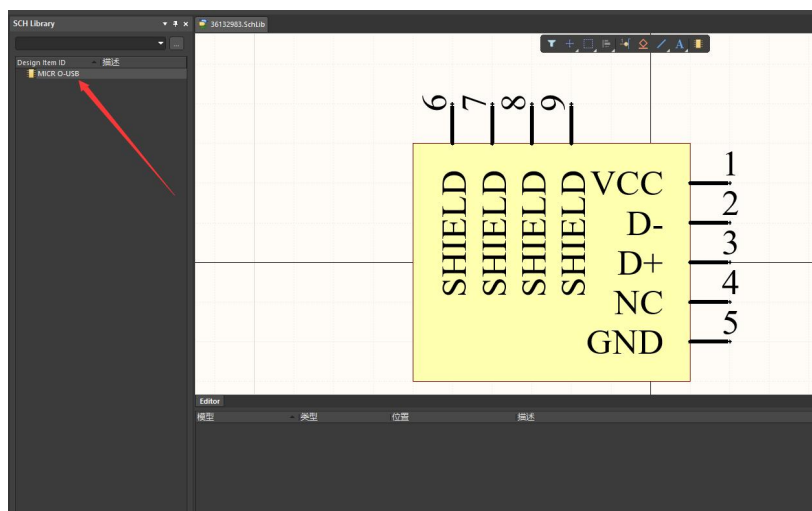 SCH Library
36132983.SchLib
...
Design Item ID 描述
MICR O-USB
A
6 7 8 9
SHIELD SHIELD SHIELD SHIELD
VCC 1
D- 2
D+ 3
NC 4
GND 5
Editor
模型 类型 位置 描述